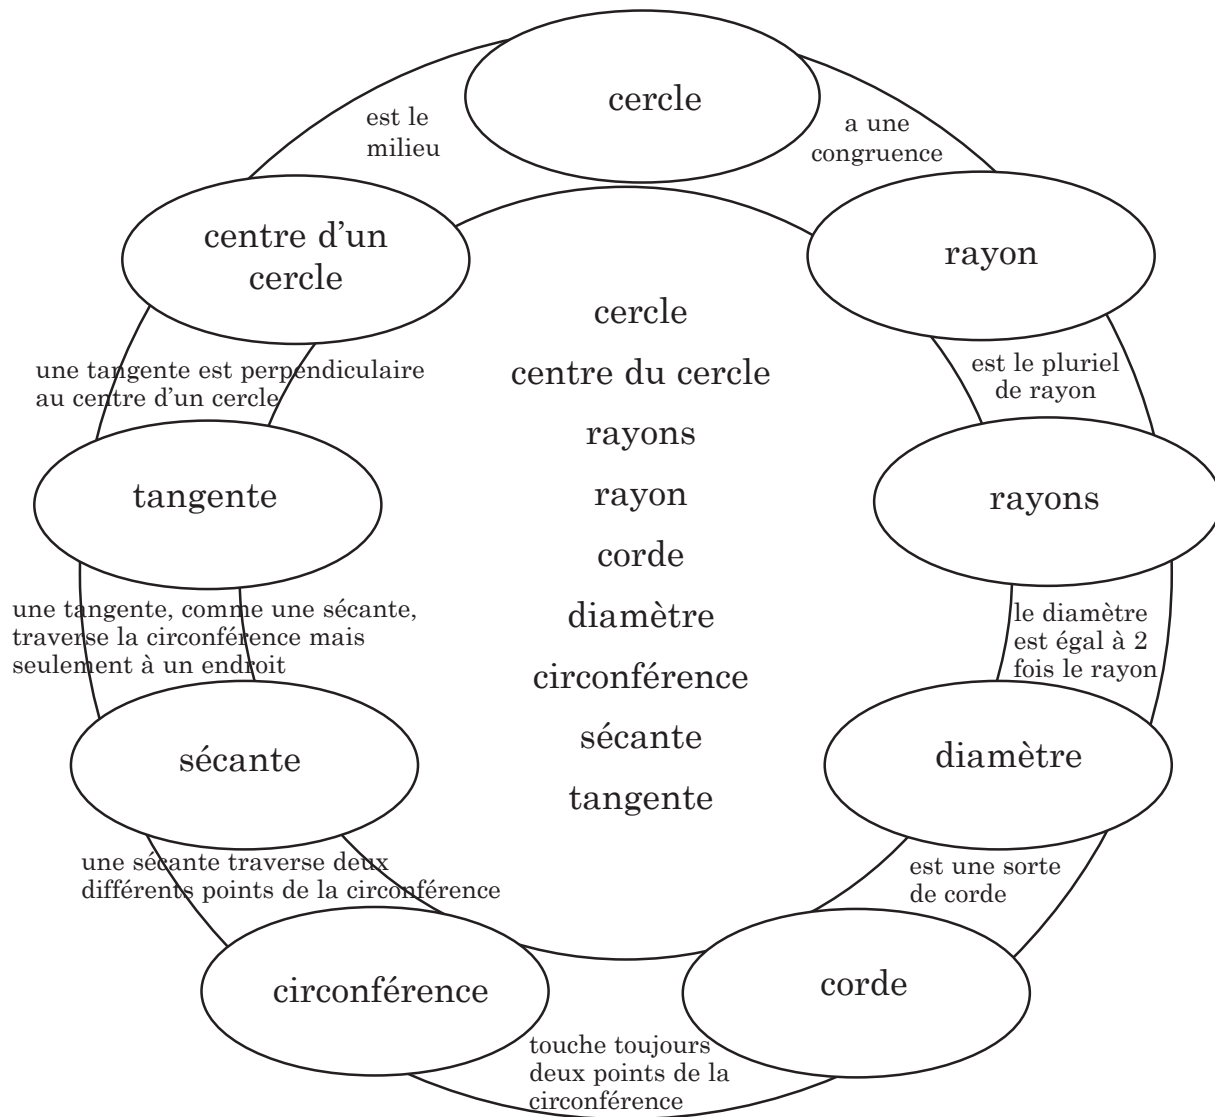 cercle
est le
milieu
a une
congruence
centre d'un
cercle
rayon
cercle
centre du cercle
rayons
rayon
corde
diamètre
circonférence
sécante
tangente
une tangente est perpendiculaire
au centre d'un cercle
est le pluriel
de rayon
tangente
rayons
une tangente, comme une sécante,
traverse la circonférence mais
seulement à un endroit
le diamètre
est égal à 2
fois le rayon
sécante
diamètre
une sécante traverse deux
différents points de la circonférence
est une sorte
de corde
circonférence
corde
touche toujours
deux points de la
circonférence